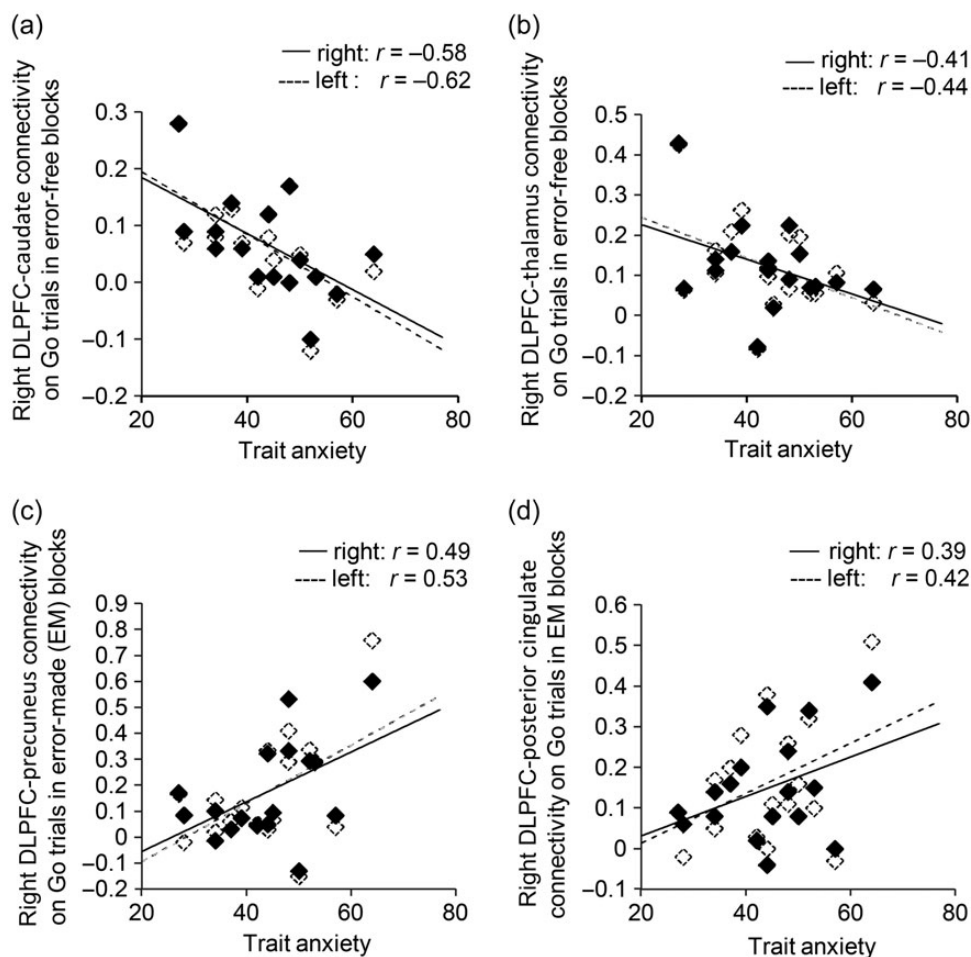 (a)
right: r = –0.58
left : r = –0.62
Right DLPFC-caudate connectivity
on Go trials in error-free blocks
0.3
0.2
0.1
0.0
–0.1
–0.2
20 40 60 80
Trait anxiety
(b)
right: r = –0.41
left: r = –0.44
Right DLPFC-thalamus connectivity
on Go trials in error-free blocks
0.5
0.4
0.3
0.2
0.1
0
–0.1
–0.2
20 40 60 80
Trait anxiety
(c)
right: r = 0.49
left: r = 0.53
Right DLPFC-precuneus connectivity
on Go trials in error-made (EM) blocks
0.9
0.8
0.7
0.6
0.5
0.4
0.3
0.2
0.1
0
–0.1
–0.2
20 40 60 80
Trait anxiety
(d)
right: r = 0.39
left: r = 0.42
Right DLPFC-posterior cingulate
connectivity on Go trials in EM blocks
0.6
0.5
0.4
0.3
0.2
0.1
0
–0.1
20 40 60 80
Trait anxiety